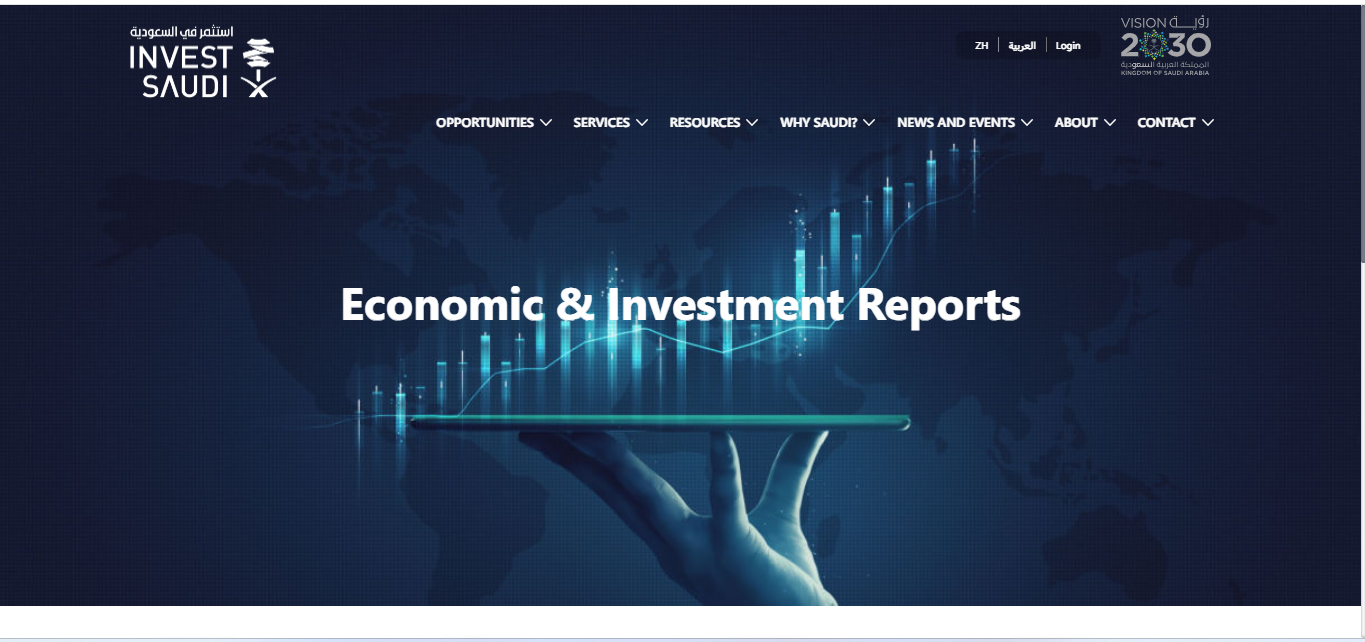 استثمر في السعودية
INVEST
SAUDI
ZH
العربية
Login
VISION رؤيــة
2030
المملكة العربية السعودية
KINGDOM OF SAUDI ARABIA
OPPORTUNITIES
SERVICES
RESOURCES
WHY SAUDI?
NEWS AND EVENTS
ABOUT
CONTACT
Economic & Investment Reports